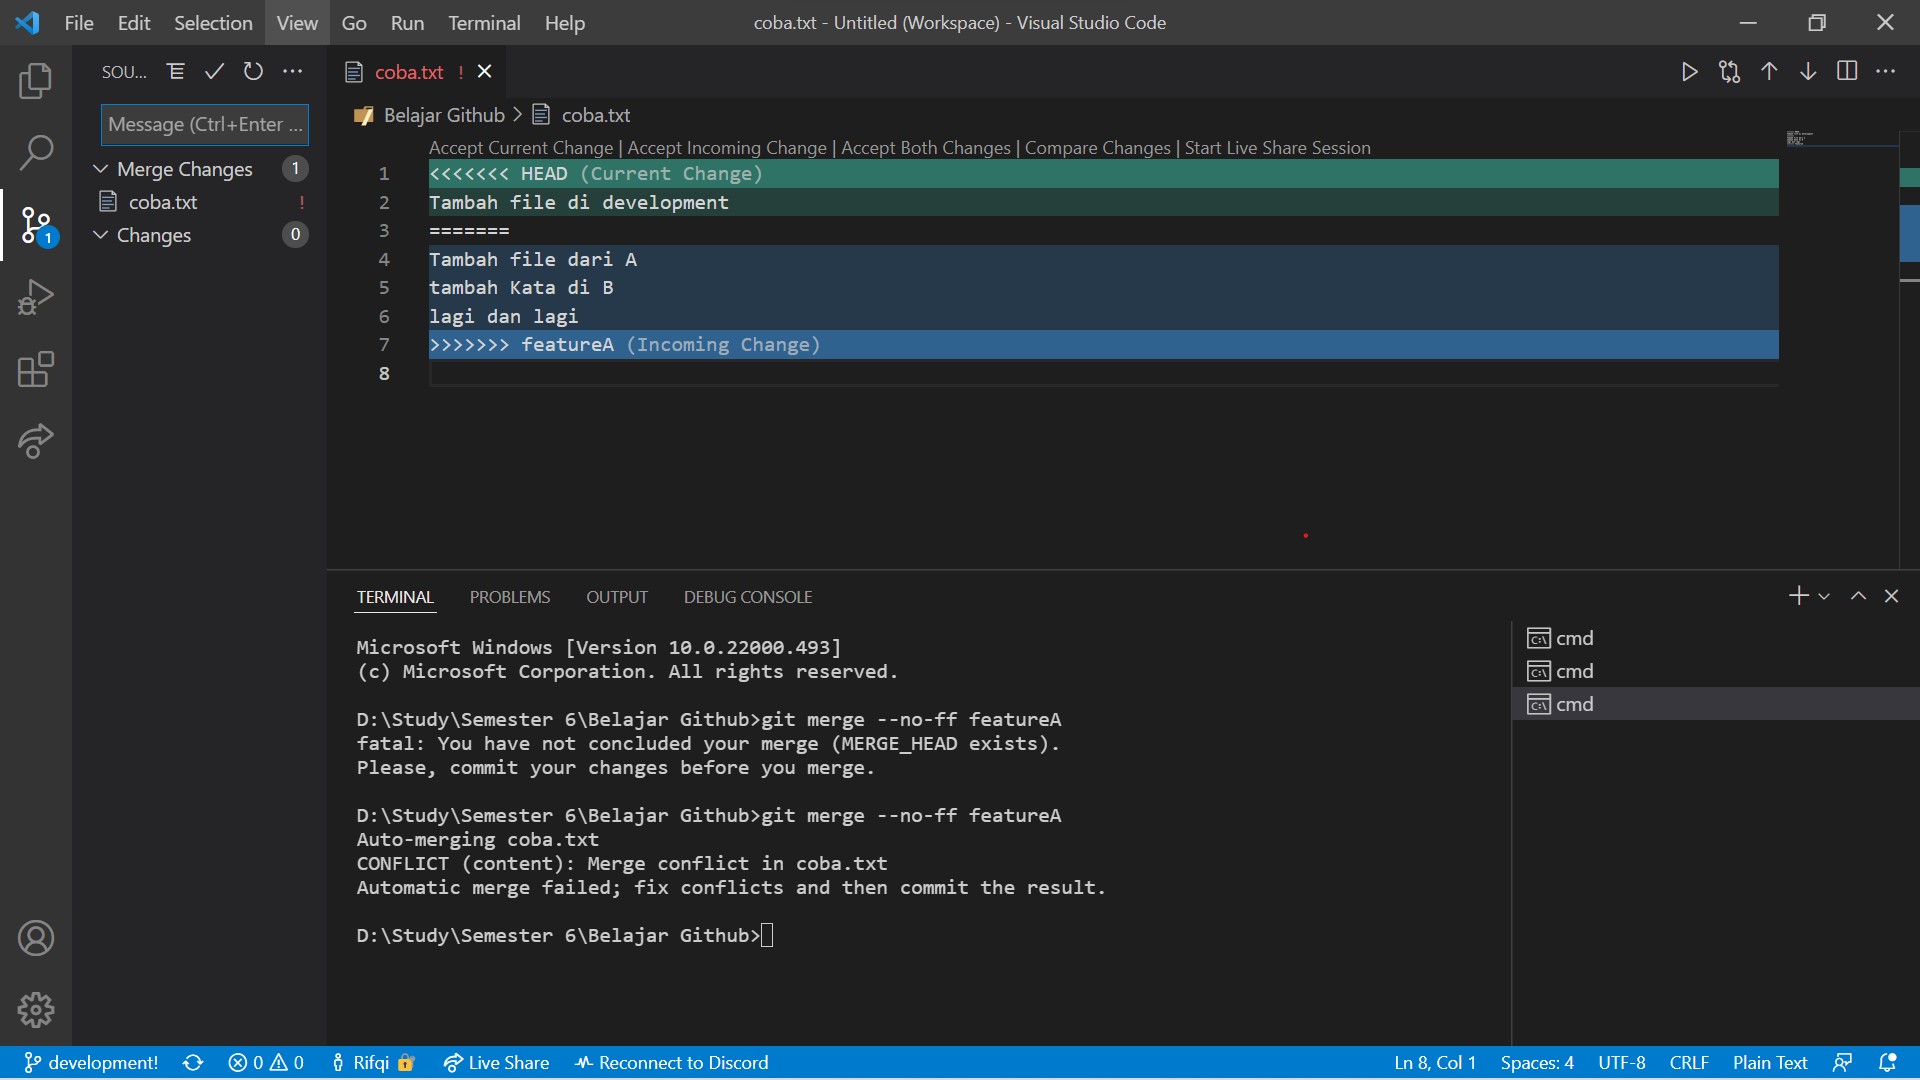 File Edit Selection View Go Run Terminal Help
coba.txt - Untitled (Workspace) - Visual Studio Code
SOU...
coba.txt !
Message (Ctrl+Enter ...
Merge Changes 1
coba.txt !
Changes 0
1
Belajar Github > coba.txt
Accept Current Change | Accept Incoming Change | Accept Both Changes | Compare Changes | Start Live Share Session
1 <<<<<<< HEAD (Current Change)
2 Tambah file di development
3 =======
4 Tambah file dari A
5 tambah Kata di B
6 lagi dan lagi
7 >>>>>>> featureA (Incoming Change)
8
TERMINAL PROBLEMS OUTPUT DEBUG CONSOLE
Microsoft Windows [Version 10.0.22000.493]
(c) Microsoft Corporation. All rights reserved.
D:\Study\Semester 6\Belajar Github>git merge --no-ff featureA
fatal: You have not concluded your merge (MERGE_HEAD exists).
Please, commit your changes before you merge.
D:\Study\Semester 6\Belajar Github>git merge --no-ff featureA
Auto-merging coba.txt
CONFLICT (content): Merge conflict in coba.txt
Automatic merge failed; fix conflicts and then commit the result.
D:\Study\Semester 6\Belajar Github>
cmd
cmd
cmd
development! 0 0 Rifqi Live Share Reconnect to Discord
Ln 8, Col 1 Spaces: 4 UTF-8 CRLF Plain Text